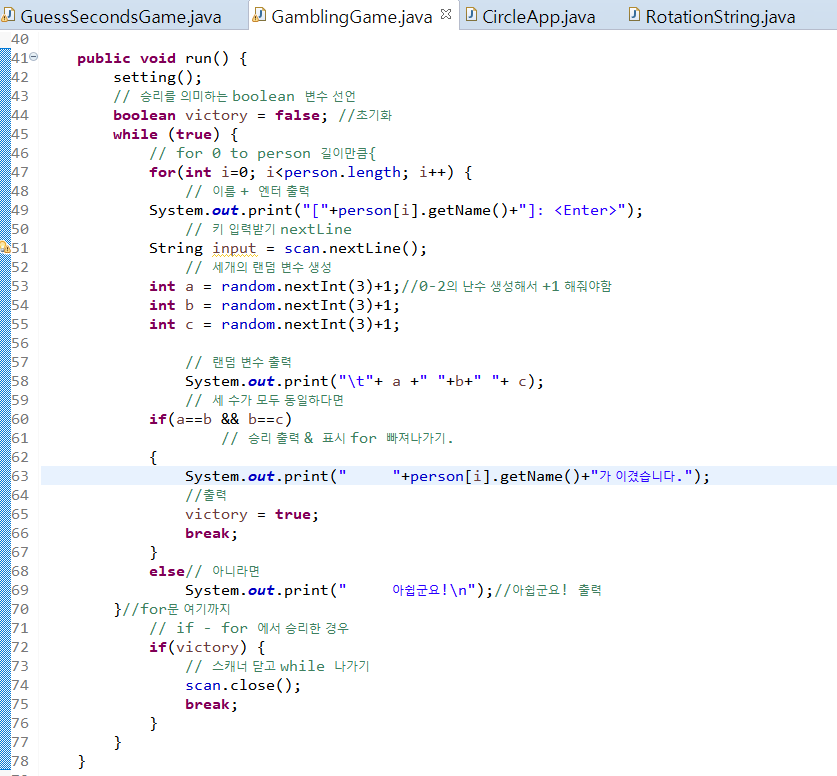 GuessSecondsGame.java GamblingGame.java CircleApp.java RotationString.java
40
41 public void run() {
42 setting();
43 // 승리를 의미하는 boolean 변수 선언
44 boolean victory = false; //초기화
45 while (true) {
46 // for 0 to person 길이만큼{
47 for(int i=0; i<person.length; i++) {
48 // 이름 + 엔터 출력
49 System.out.print("["+person[i].getName()+"]: <Enter>");
50 // 키 입력받기 nextLine
51 String input = scan.nextLine();
52 // 세개의 랜덤 변수 생성
53 int a = random.nextInt(3)+1;//0-2의 난수 생성해서 +1 해줘야함
54 int b = random.nextInt(3)+1;
55 int c = random.nextInt(3)+1;
56
57 // 랜덤 변수 출력
58 System.out.print("\t"+ a +" "+b+" "+ c);
59 // 세 수가 모두 동일하다면
60 if(a==b && b==c)
61 // 승리 출력 & 표시 for 빠져나가기.
62 {
63 System.out.print("     "+person[i].getName()+"가 이겼습니다.");
64 //출력
65 victory = true;
66 break;
67 }
68 else// 아니라면
69 System.out.print("     아쉽군요!\n");//아쉽군요! 출력
70 }//for문 여기까지
71 // if - for 에서 승리한 경우
72 if(victory) {
73 // 스캐너 닫고 while 나가기
74 scan.close();
75 break;
76 }
77 }
78 }